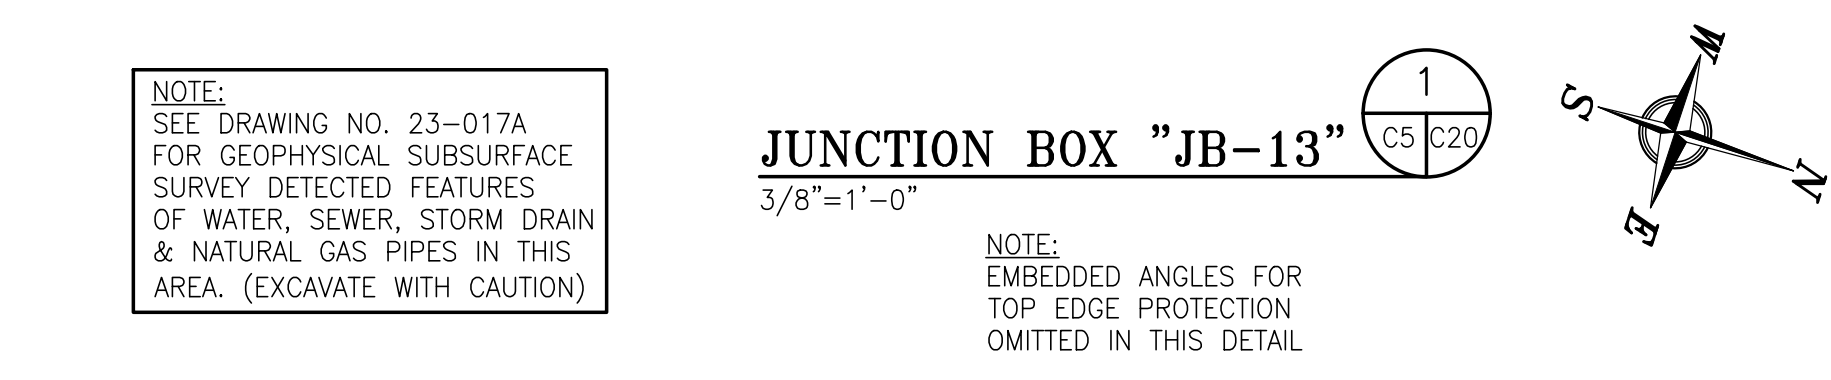 NOTE:
SEE DRAWING NO. 23-017A
FOR GEOPHYSICAL SUBSURFACE
SURVEY DETECTED FEATURES
OF WATER, SEWER, STORM DRAIN
& NATURAL GAS PIPES IN THIS
AREA. (EXCAVATE WITH CAUTION)
JUNCTION BOX "JB-13"
3/8"=1'-0"
1
C5 C20
NOTE:
EMBEDDED ANGLES FOR
TOP EDGE PROTECTION
OMITTED IN THIS DETAIL
W
S
N
E